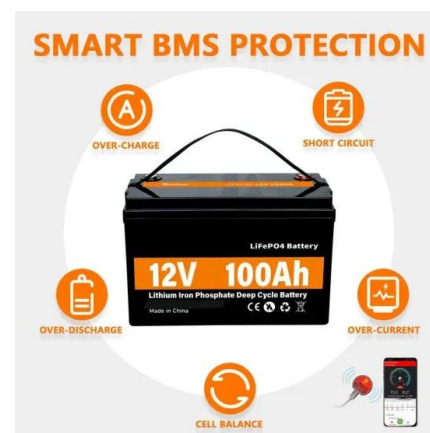 SMART BMS PROTECTION
OVER-CHARGE
SHORT CIRCUIT
LiFePO4 Battery
12V 100Ah
Lithium Iron Phosphate Deep Cycle Battery
Made in China
CE
OVER-DISCHARGE
OVER-CURRENT
CELL BALANCE